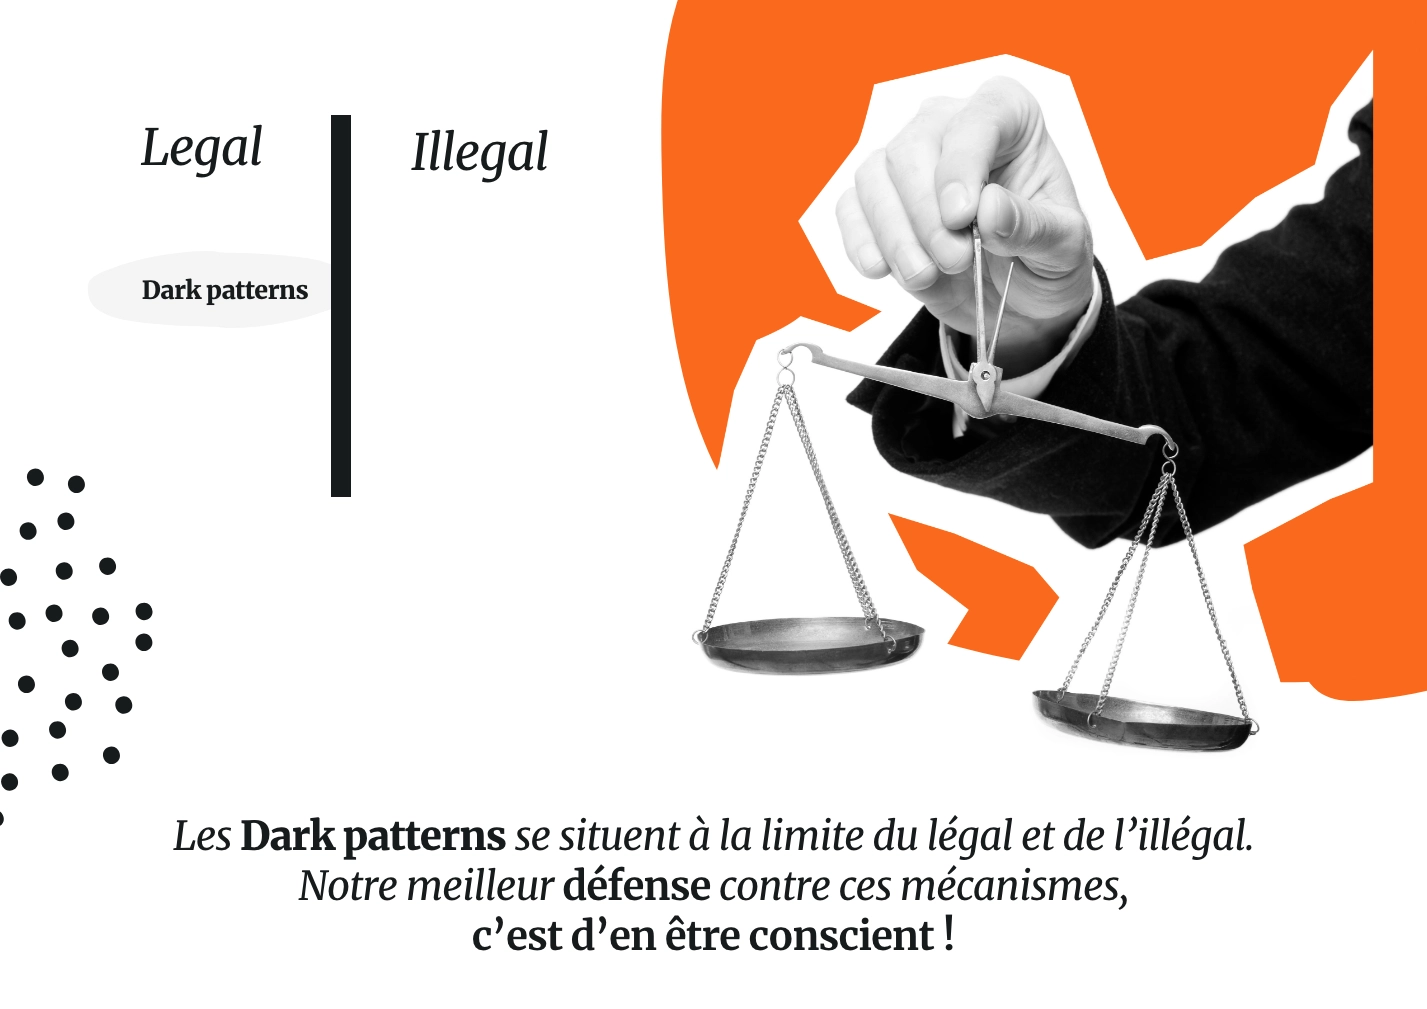 Legal
Illegal
Dark patterns
Les Dark patterns se situent à la limite du légal et de l’illégal.
Notre meilleur défense contre ces mécanismes,
c’est d’en être conscient !